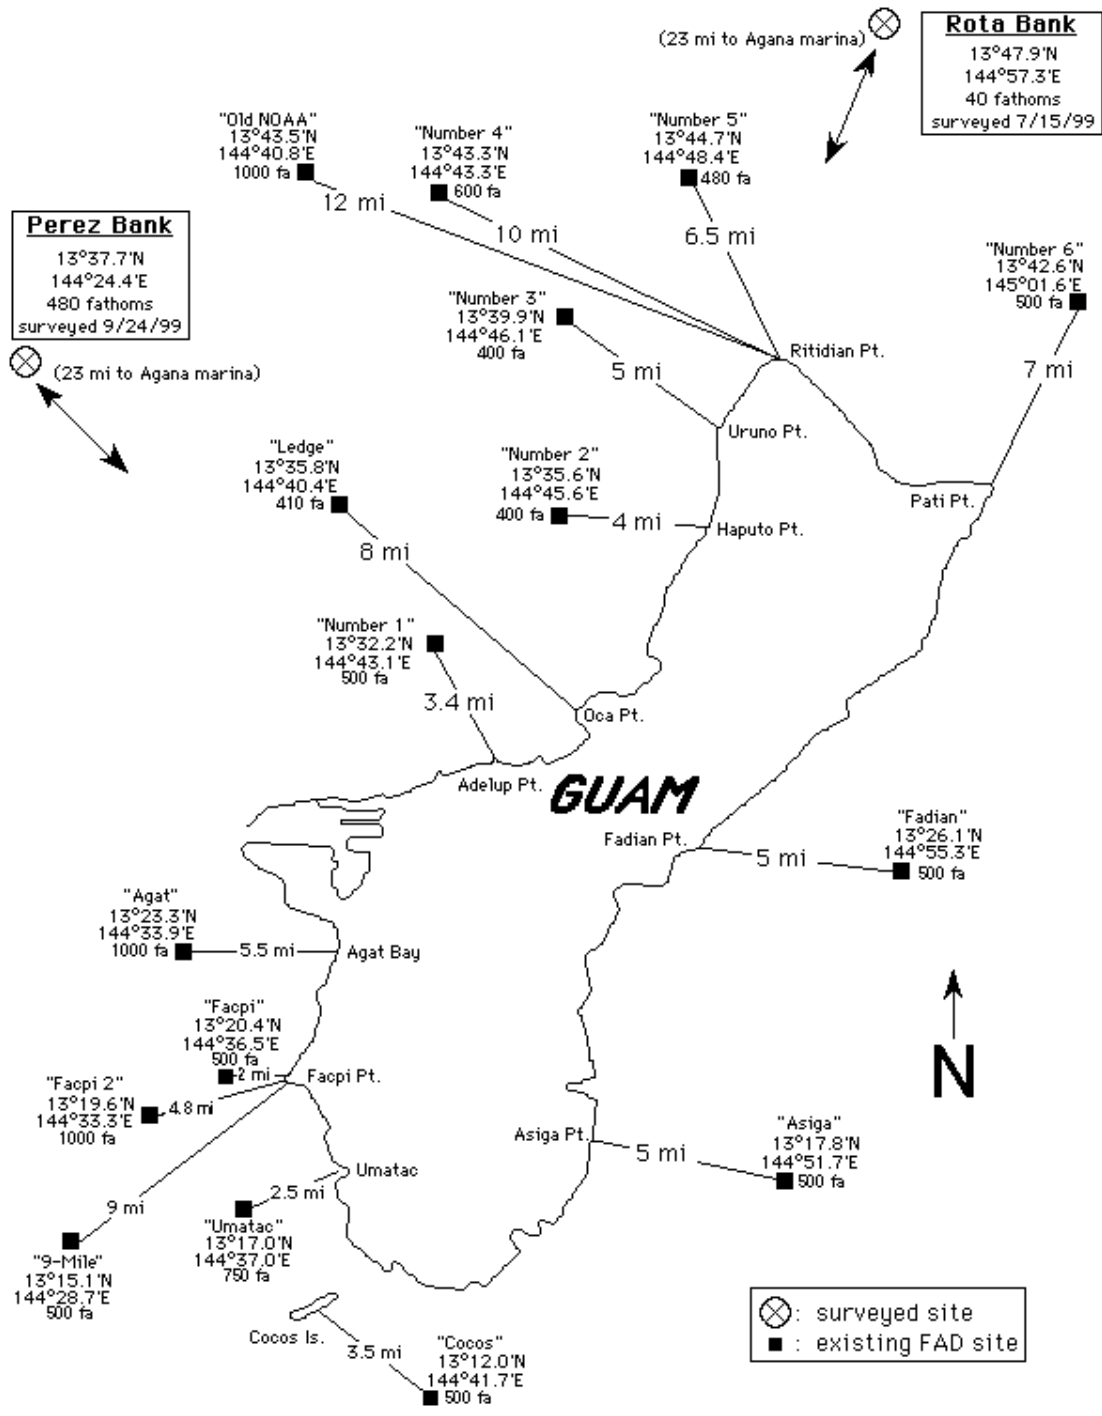 Rota Bank
13°47.9'N
144°57.3'E
40 fathoms
surveyed 7/15/99
(23 mi to Agana marina)
"Old NOAA"
13°43.5'N
144°40.8'E
1000 fa
12 mi
"Number 4"
13°43.3'N
144°43.3'E
600 fa
10 mi
"Number 5"
13°44.7'N
144°48.4'E
480 fa
6.5 mi
Perez Bank
13°37.7'N
144°24.4'E
480 fathoms
surveyed 9/24/99
(23 mi to Agana marina)
"Number 6"
13°42.6'N
145°01.6'E
500 fa
7 mi
"Number 3"
13°39.9'N
144°46.1'E
400 fa
5 mi
Ritidian Pt.
Uruno Pt.
"Ledge"
13°35.8'N
144°40.4'E
410 fa
8 mi
"Number 2"
13°35.6'N
144°45.6'E
400 fa
4 mi
Haputo Pt.
Pati Pt.
"Number 1"
13°32.2'N
144°43.1'E
500 fa
3.4 mi
Oca Pt.
Adelup Pt.
GUAM
Fadian Pt.
5 mi
"Fadian"
13°26.1'N
144°55.3'E
500 fa
"Agat"
13°23.3'N
144°33.9'E
1000 fa
5.5 mi
Agat Bay
"Facpi"
13°20.4'N
144°36.5'E
500 fa
2 mi
Facpi Pt.
"Facpi 2"
13°19.6'N
144°33.3'E
1000 fa
4.8 mi
N
Asiga Pt.
5 mi
"Asiga"
13°17.8'N
144°51.7'E
500 fa
Umatac
2.5 mi
9 mi
"Umatac"
13°17.0'N
144°37.0'E
750 fa
"9-Mile"
13°15.1'N
144°28.7'E
500 fa
Cocos Is.
3.5 mi
"Cocos"
13°12.0'N
144°41.7'E
500 fa
: surveyed site
: existing FAD site